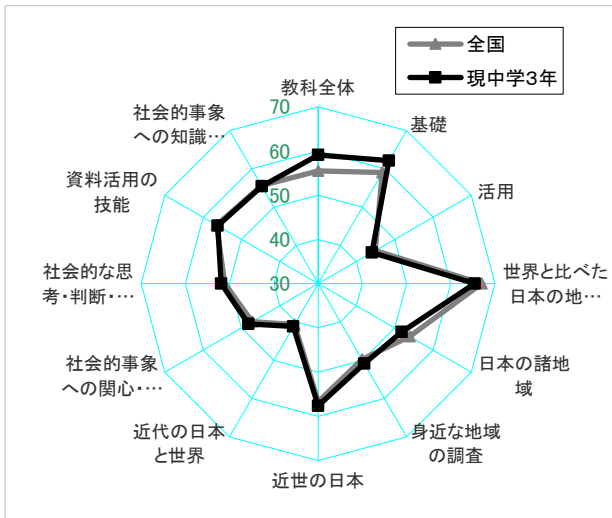 全国
現中学3年
教科全体
基礎
活用
世界と比べた
日本の地…
日本の諸地
域
身近な地域
の調査
近世の日本
近代の日本
と世界
社会的事象
への関心・…
社会的な思
考・判断・…
資料活用の
技能
社会的事象
への知識…
70
60
50
40
30